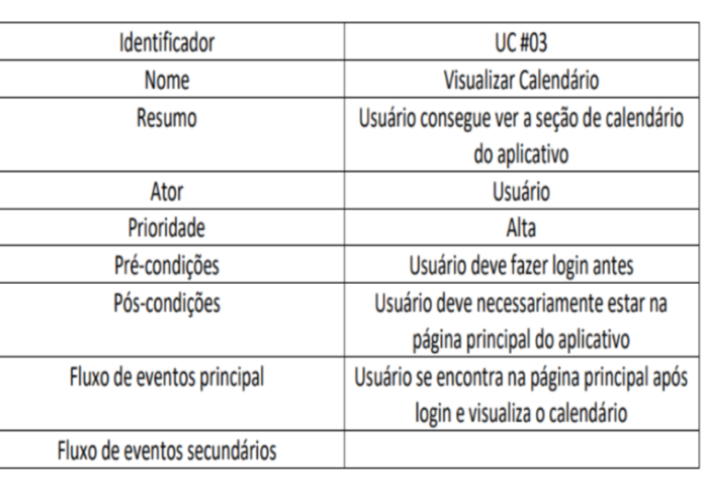 Identificador UC #03
Nome Visualizar Calendário
Resumo Usuário consegue ver a seção de calendário
do aplicativo
Ator Usuário
Prioridade Alta
Pré-condições Usuário deve fazer login antes
Pós-condições Usuário deve necessariamente estar na
página principal do aplicativo
Fluxo de eventos principal Usuário se encontra na página principal após
login e visualiza o calendário
Fluxo de eventos secundários